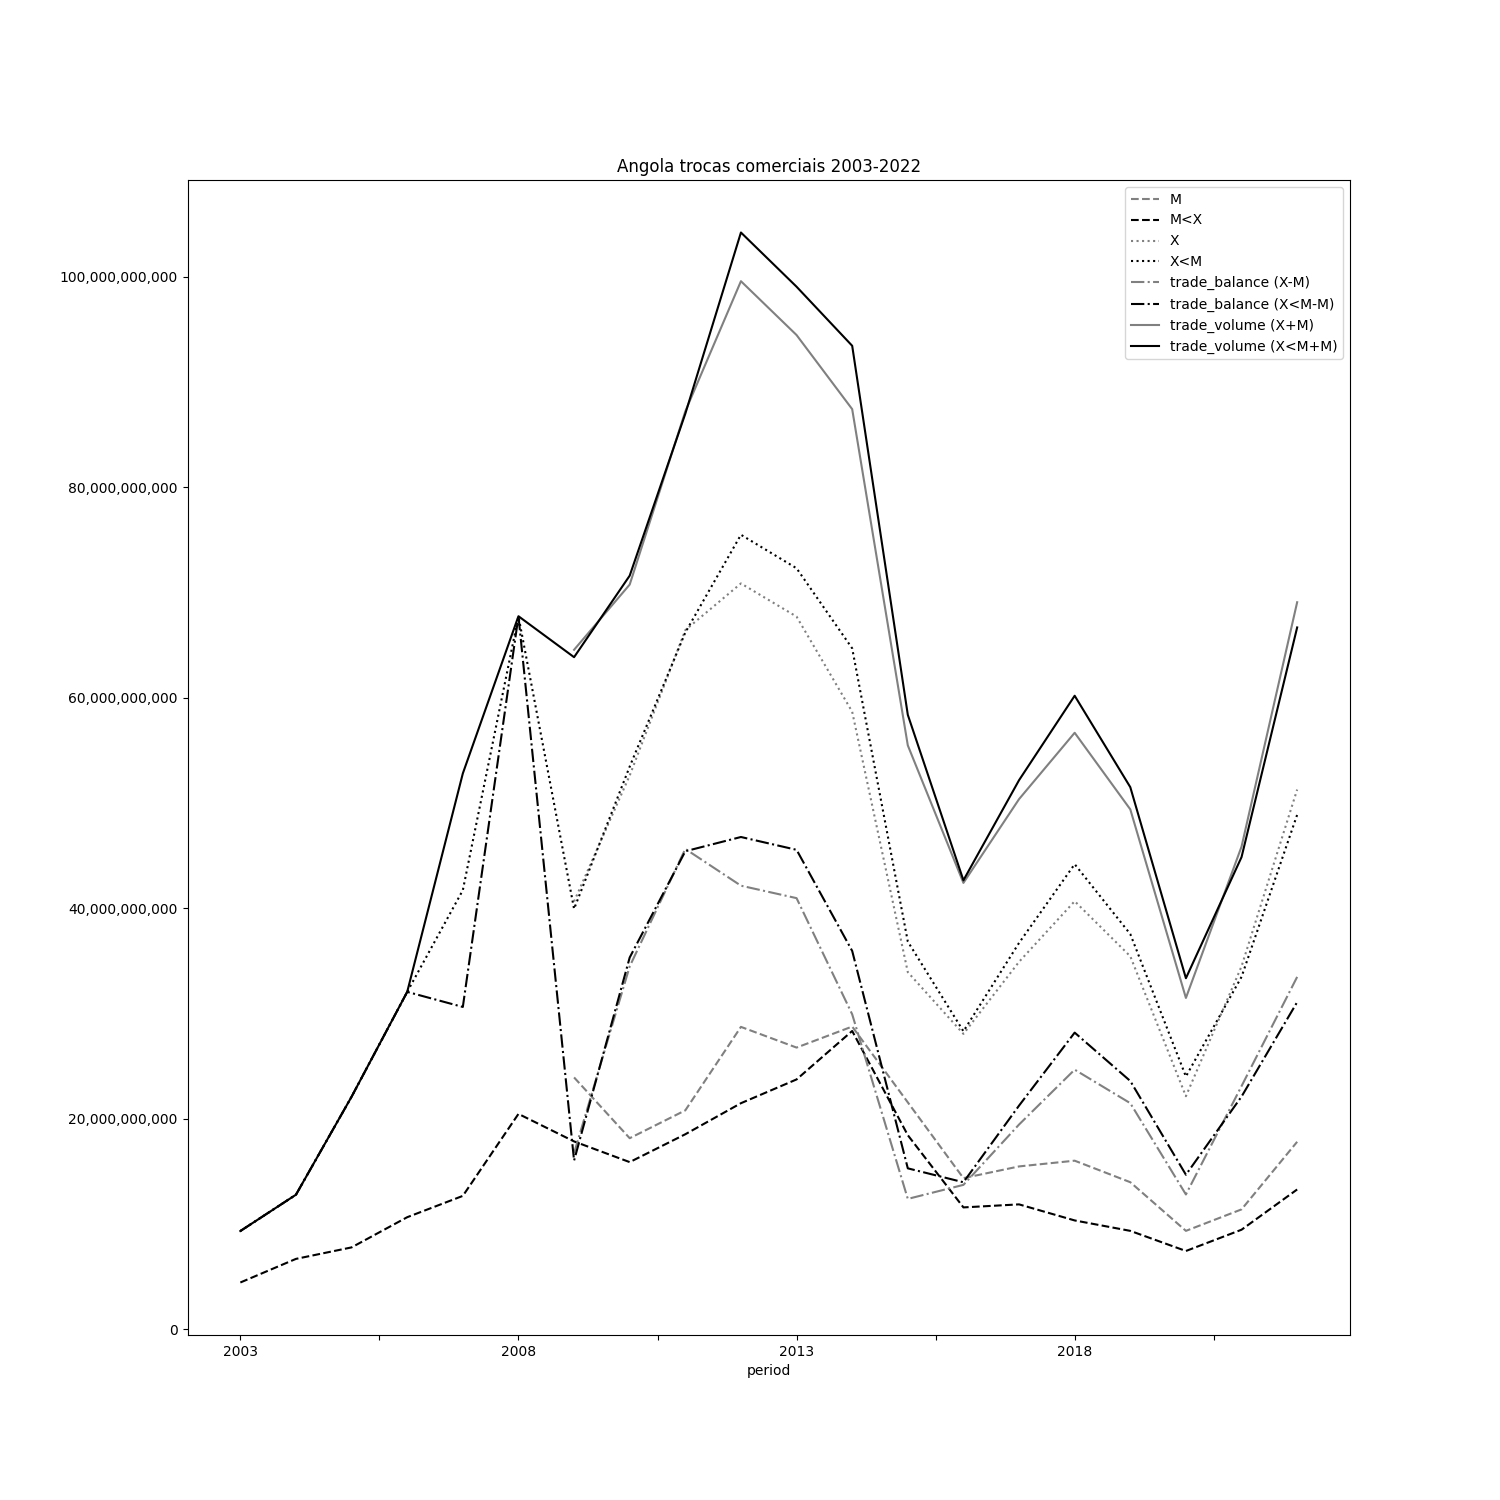 Angola trocas comerciais 2003-2022
M
M<X
X
X<M
trade_balance (X-M)
trade_balance (X<M-M)
trade_volume (X+M)
trade_volume (X<M+M)
100,000,000,000
80,000,000,000
60,000,000,000
40,000,000,000
20,000,000,000
0
2003 2008 2013 2018
period